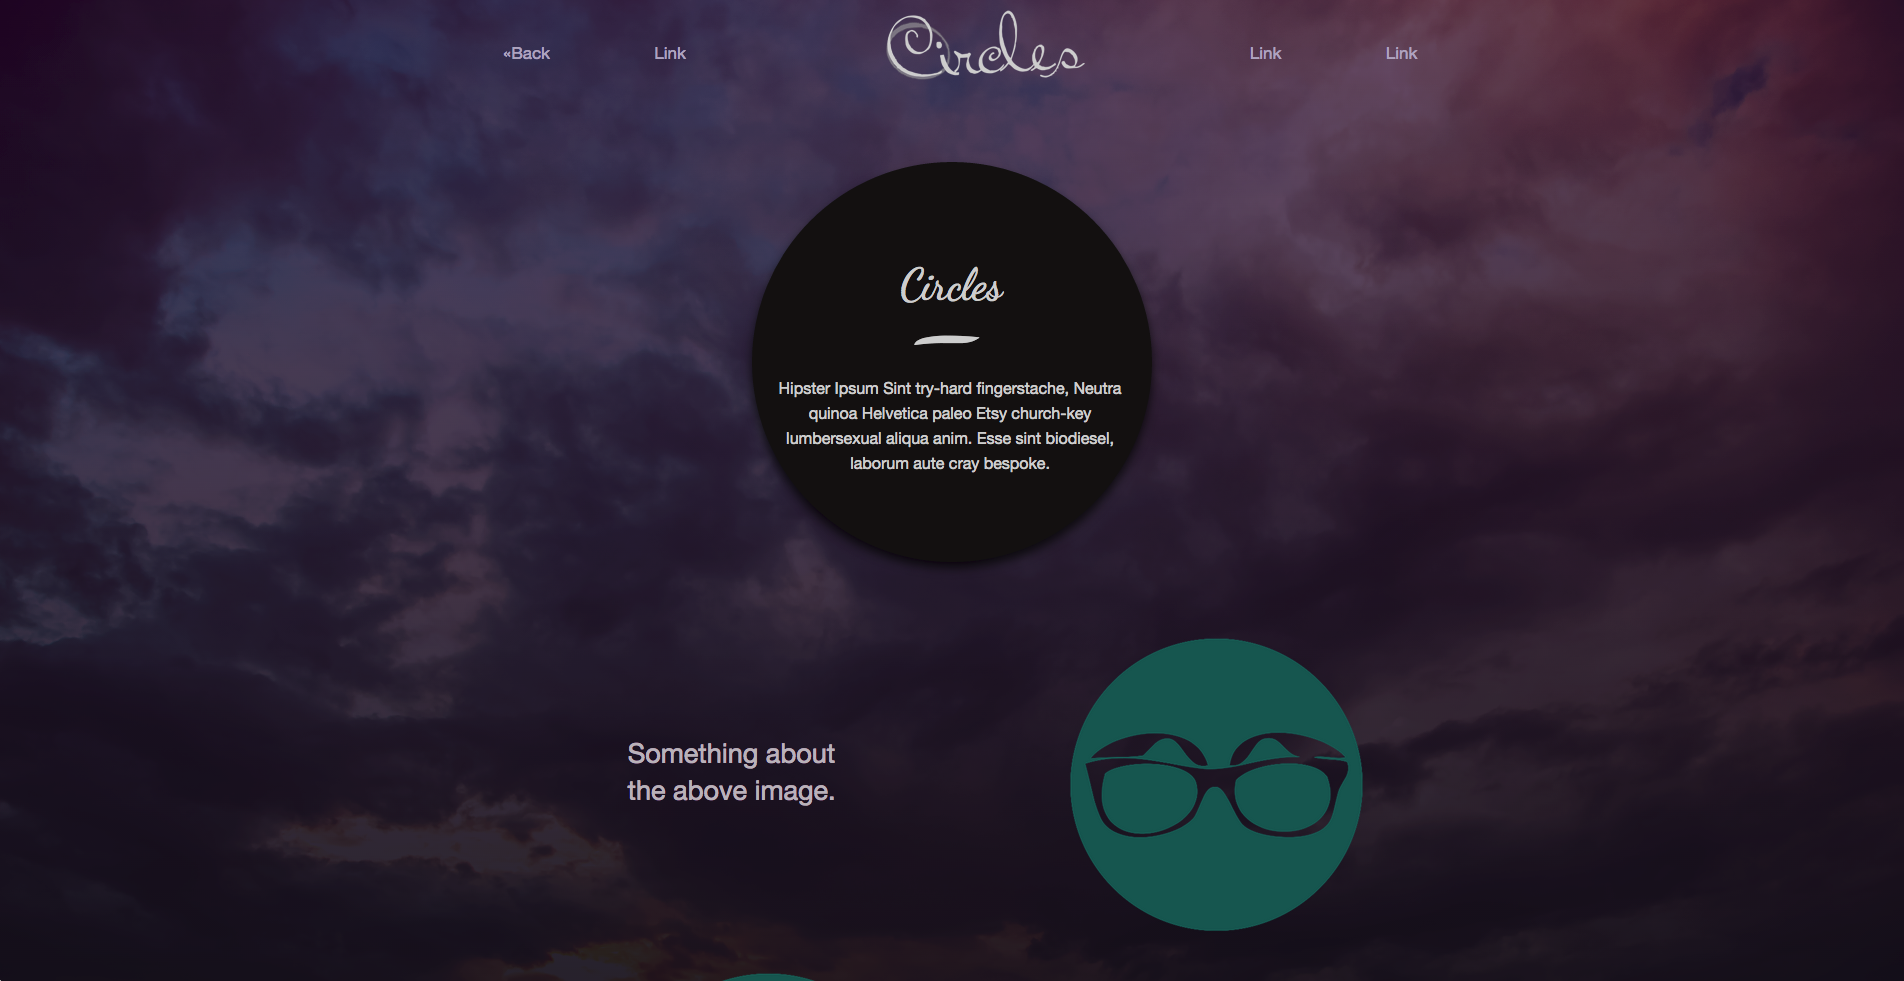 «Back
Link
Circles
Link
Link
Circles
Hipster Ipsum Sint try-hard fingerstache, Neutra
quinoa Helvetica paleo Etsy church-key
lumbersexual aliqua anim. Esse sint biodiesel,
laborum aute cray bespoke.
Something about
the above image.